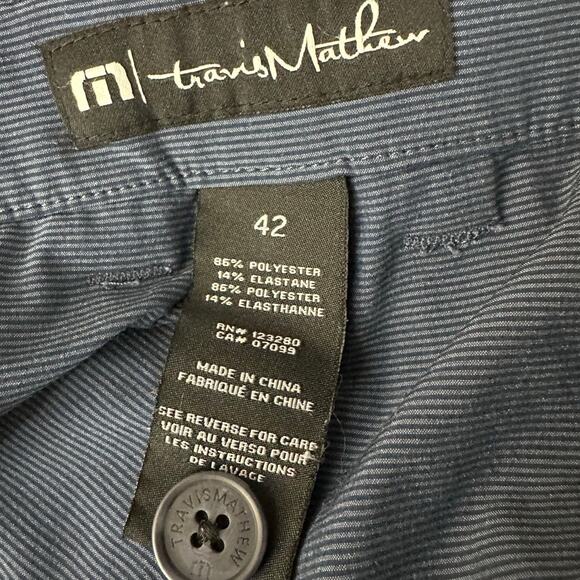 travisMathew
42
86% POLYESTER
14% ELASTANE
86% POLYESTER
14% ELASTHANNE
RN# 123280
CA# 07099
MADE IN CHINA
FABRIQUÉ EN CHINE
SEE REVERSE FOR CARE
VOIR AU VERSO POUR
LES INSTRUCTIONS
DE LAVAGE
TRAVISMATHEW